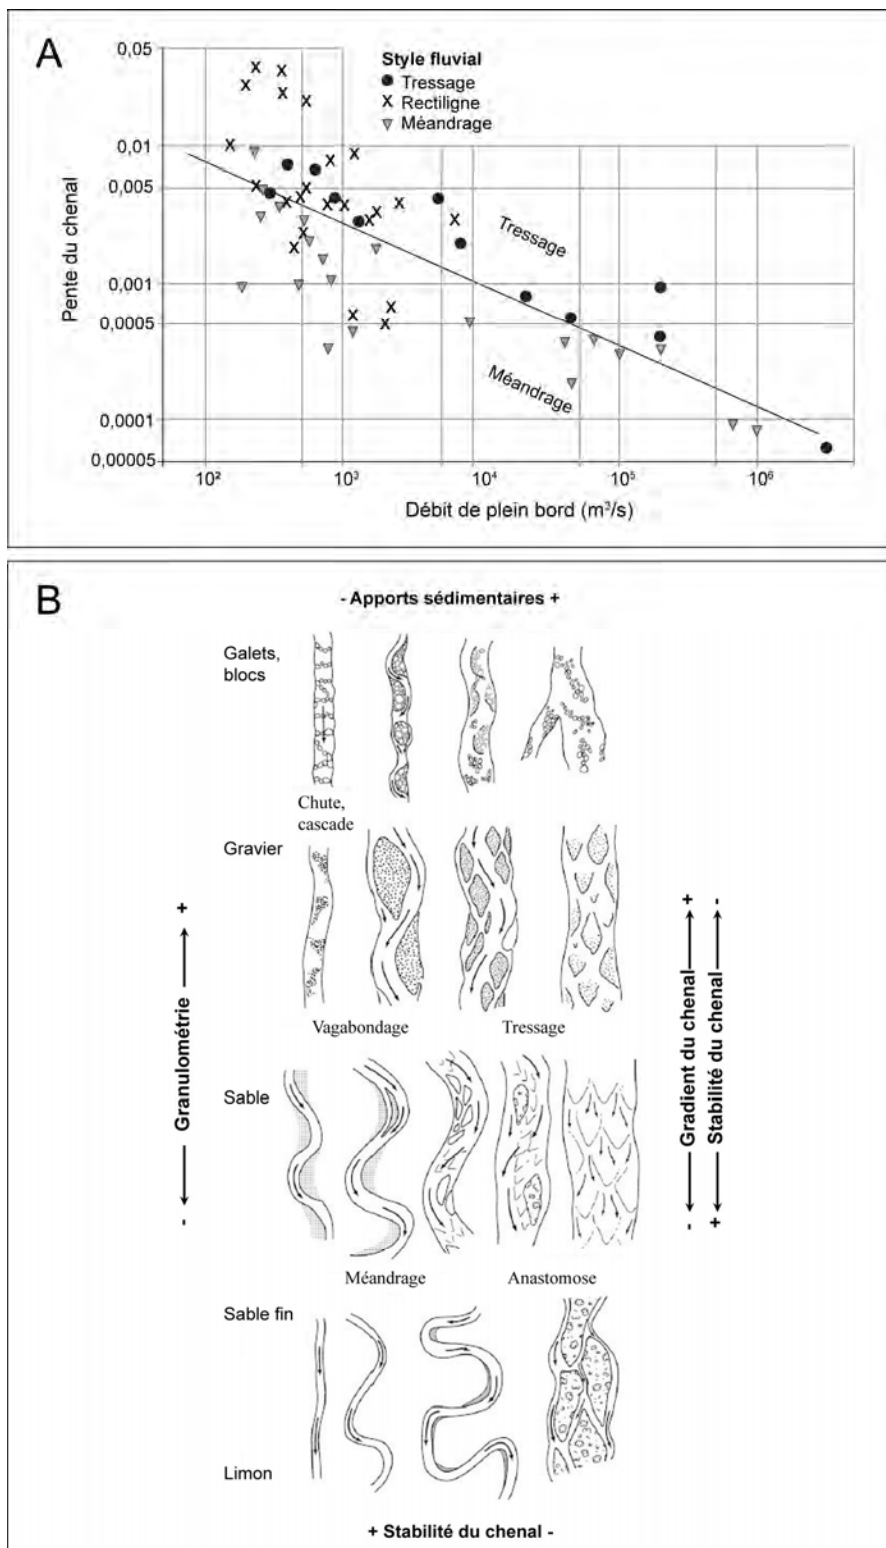 A
Style fluvial
Tressage
Rectiligne
Méandrage
Pente du chenal
0,05
0,01
0,005
0,001
0,0005
0,0001
0,00005
Tressage
Méandrage
10² 10³ 10⁴ 10⁵ 10⁶
Débit de plein bord (m³/s)
B
- Apports sédimentaires +
Galets,
blocs
Chute,
cascade
Gravier
Vagabondage
Tressage
- Granulométrie +
- Gradient du chenal +
+ Stabilité du chenal -
Sable
Méandrage
Anastomose
Sable fin
Limon
+ Stabilité du chenal -